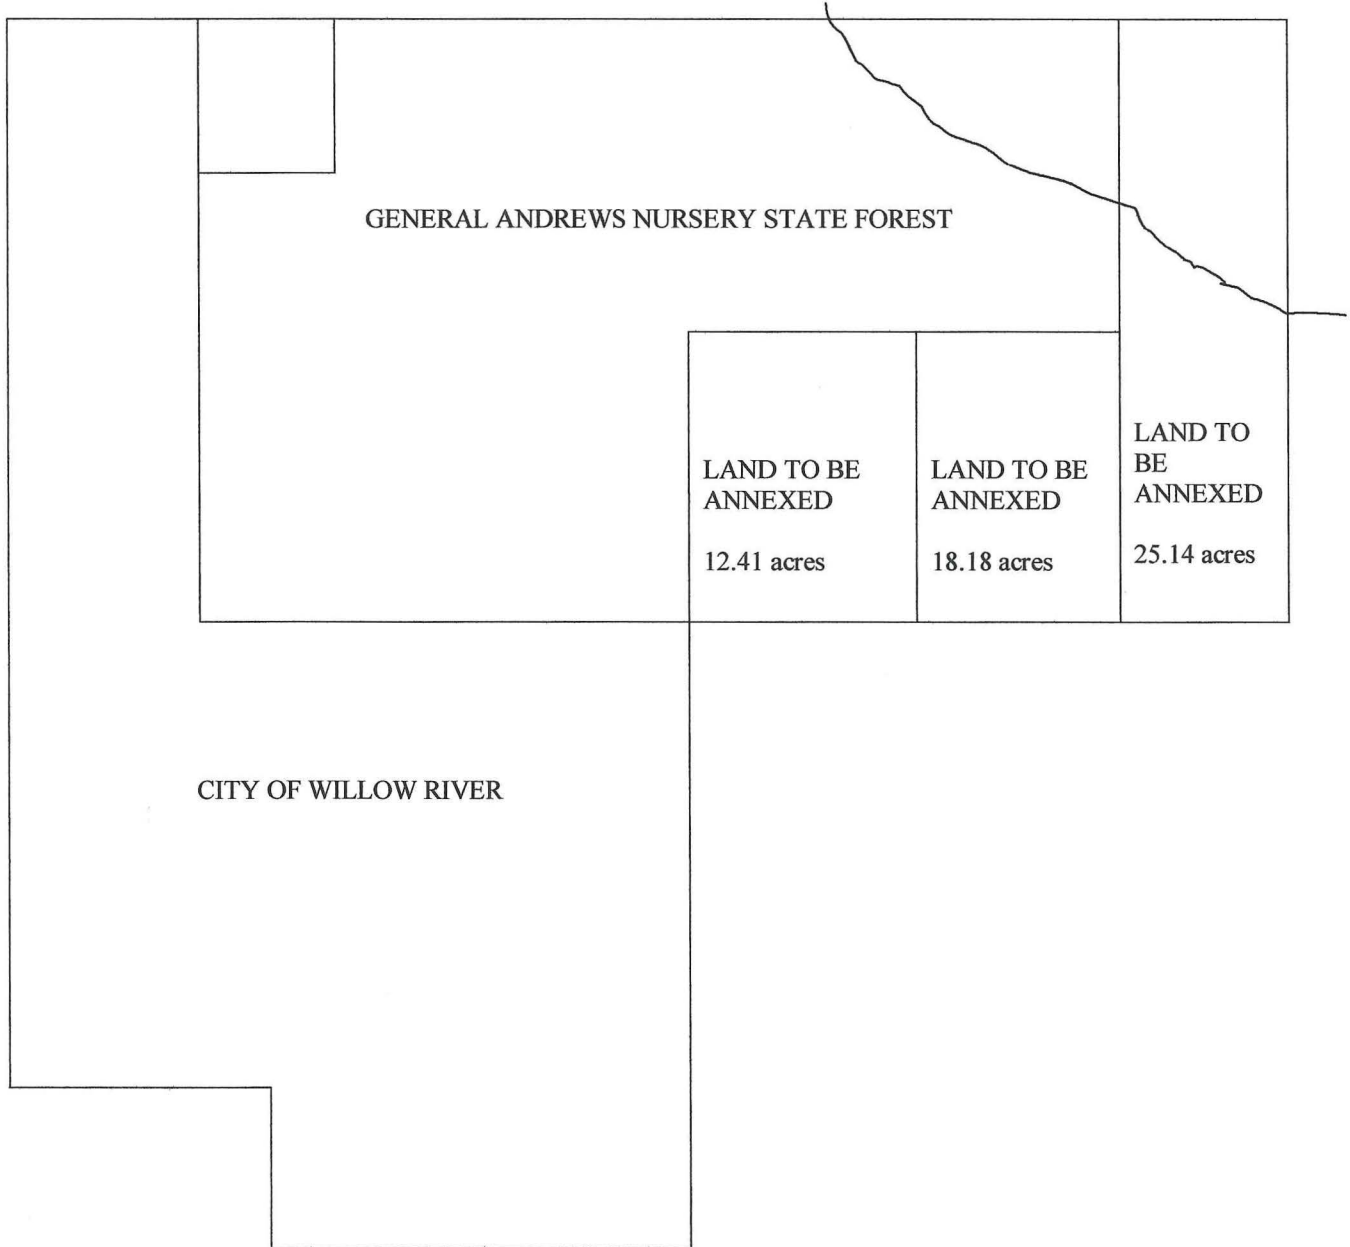 GENERAL ANDREWS NURSERY STATE FOREST
LAND TO BE
ANNEXED
12.41 acres
LAND TO BE
ANNEXED
18.18 acres
LAND TO
BE
ANNEXED
25.14 acres
CITY OF WILLOW RIVER